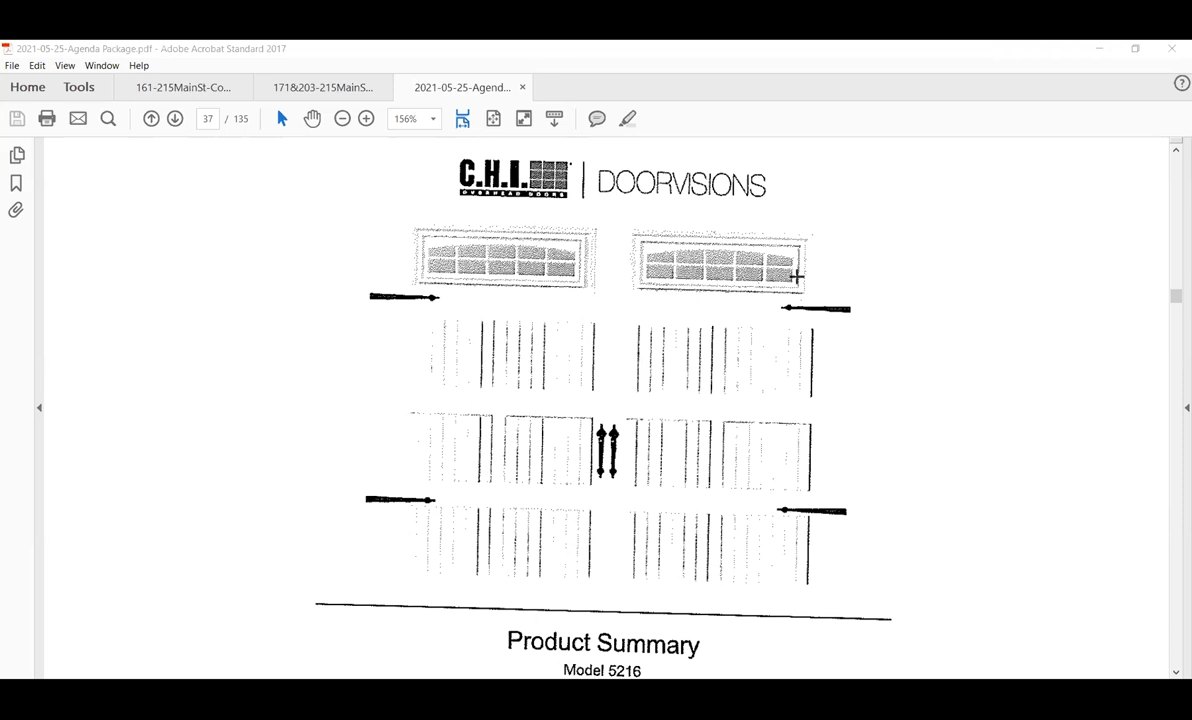 2021-05-25-Agenda Package.pdf - Adobe Acrobat Standard 2017
File Edit View Window Help
Home Tools 161-215MainSt-Co... 171&203-215MainS... 2021-05-25-Agend... ×
37 / 135 156%
C.H.I. DOORVISIONS
OVERHEAD DOORS
Product Summary
Model 5216